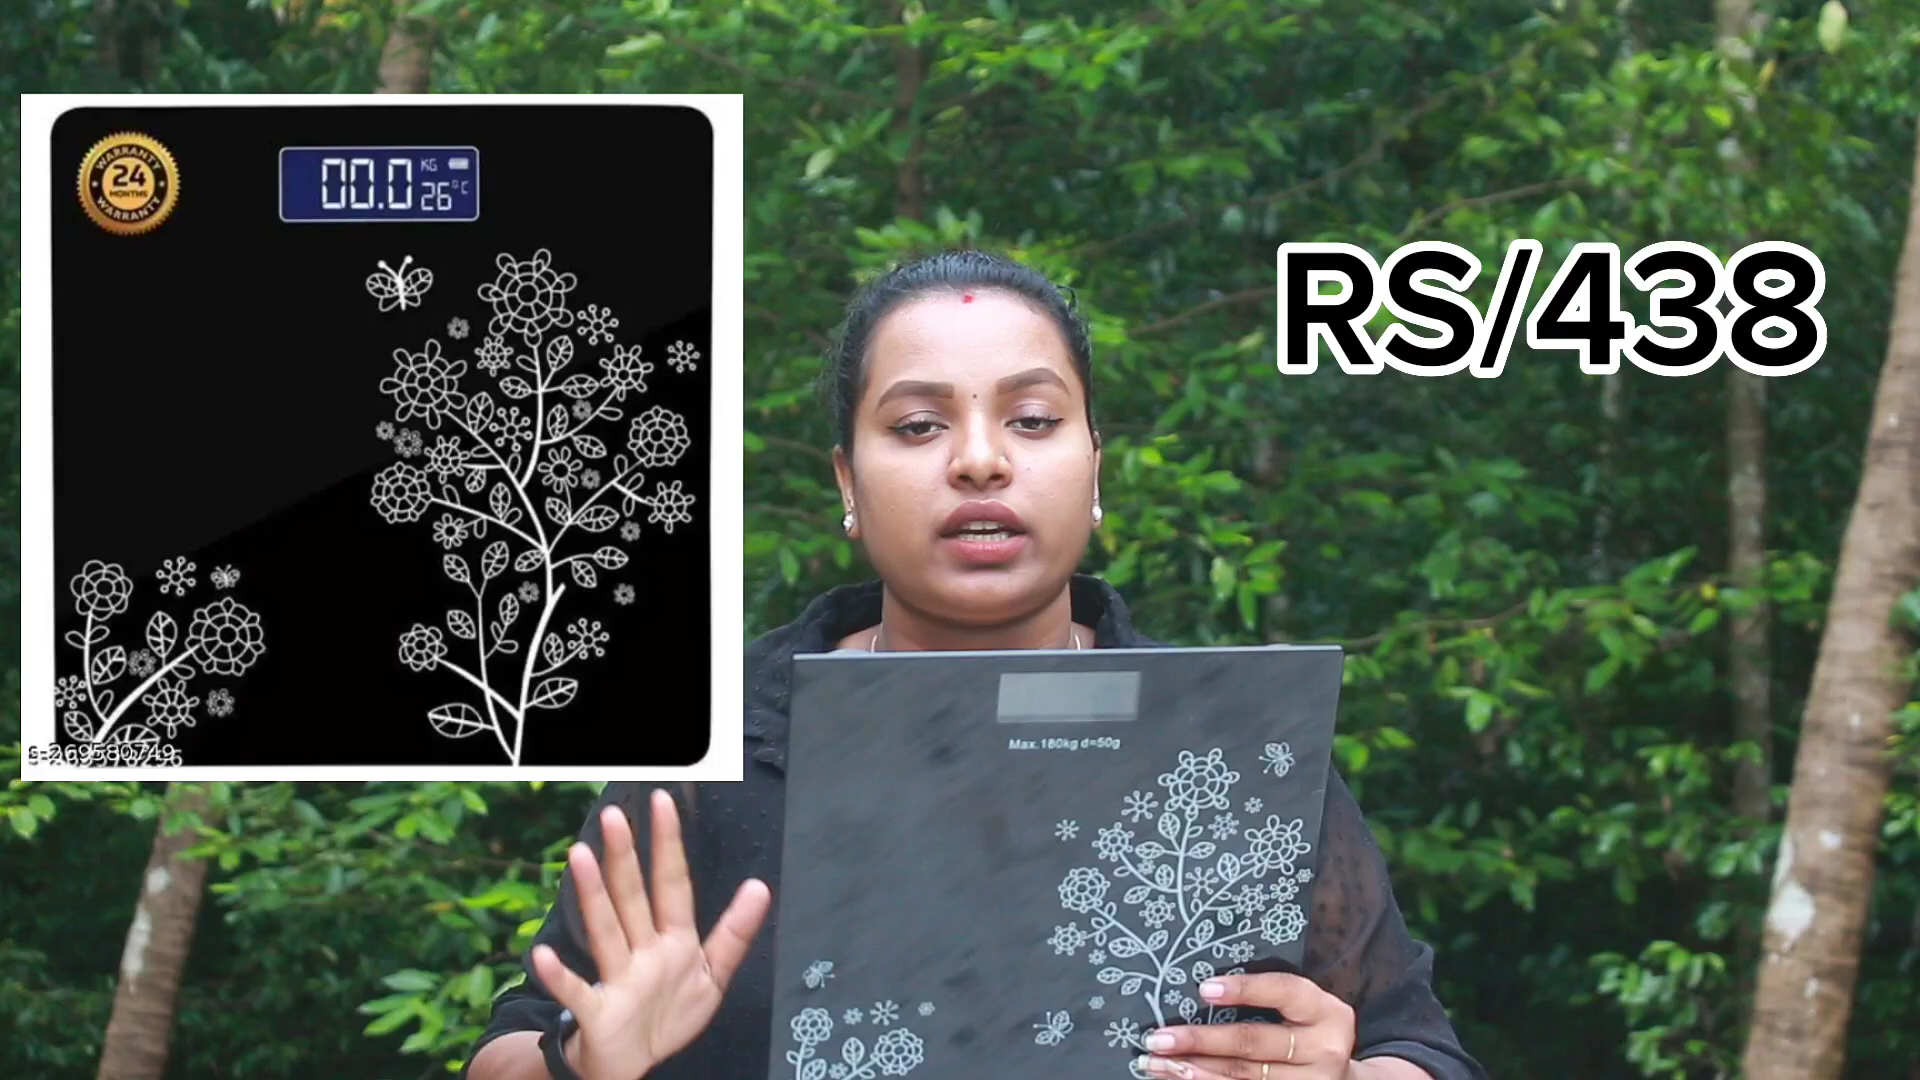 WARRANTY
24
MONTHS
WARRANTY
00.0 KG
26°C
RS/438
Max.180kg d=50g